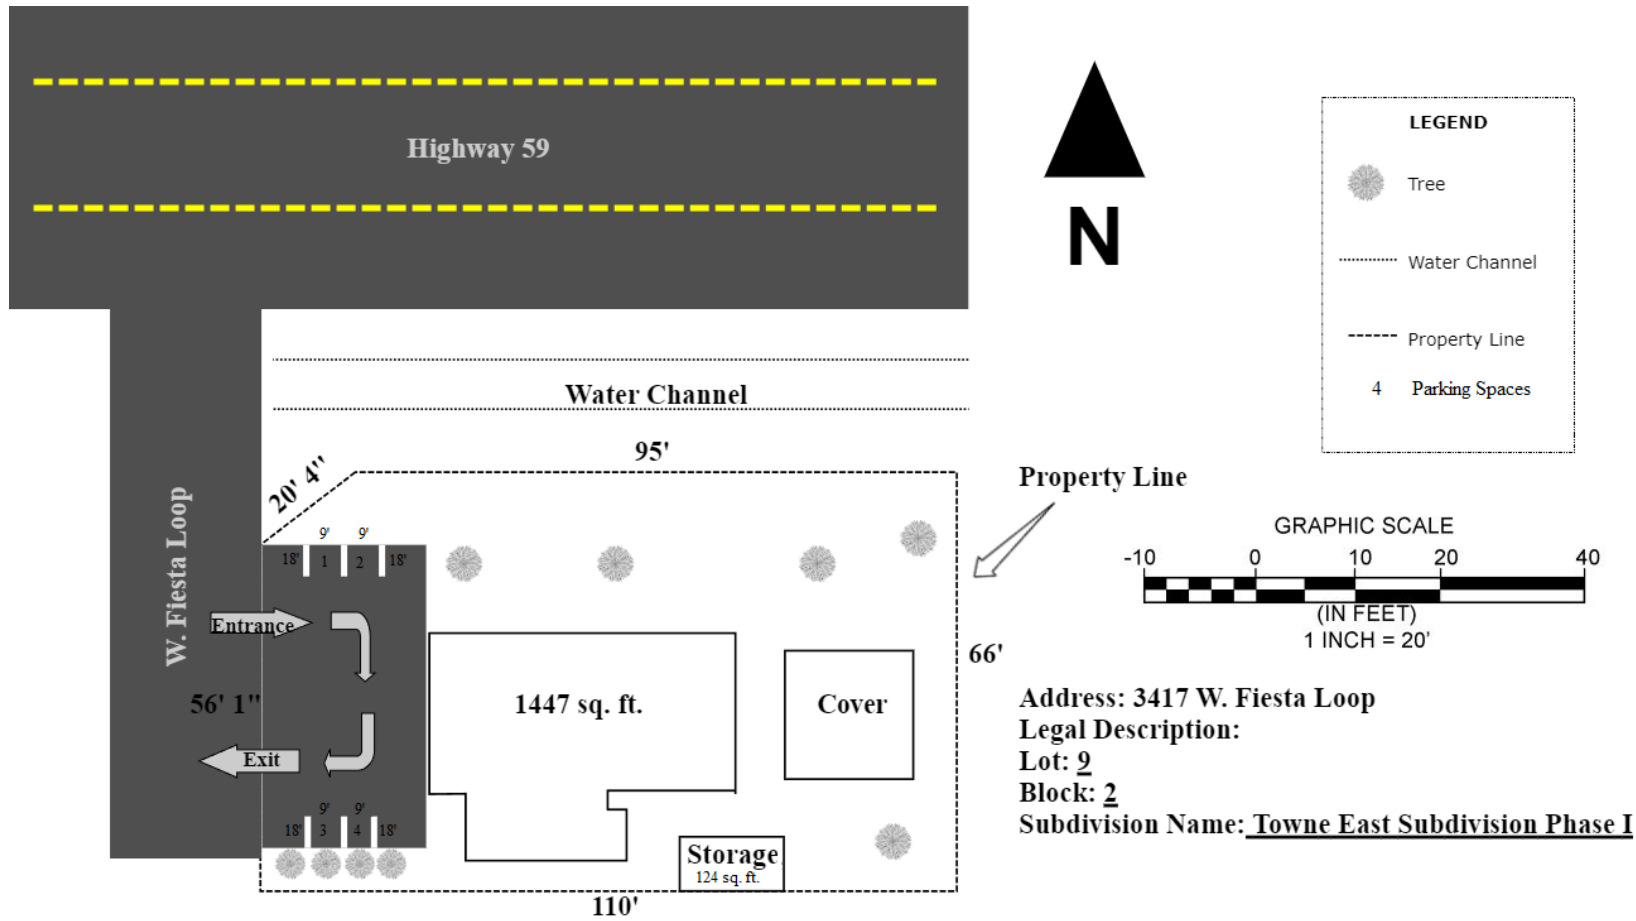 Highway 59
N
LEGEND
Tree
Water Channel
Property Line
4 Parking Spaces
Water Channel
95'
20' 4"
Property Line
W. Fiesta Loop
9' 9'
18' 1 2 18'
Entrance
56' 1"
Exit
9' 9'
18' 3 4 18'
1447 sq. ft.
Cover
66'
Storage
124 sq. ft.
110'
GRAPHIC SCALE
-10 0 10 20 40
(IN FEET)
1 INCH = 20'
Address: 3417 W. Fiesta Loop
Legal Description:
Lot: 9
Block: 2
Subdivision Name: Towne East Subdivision Phase I